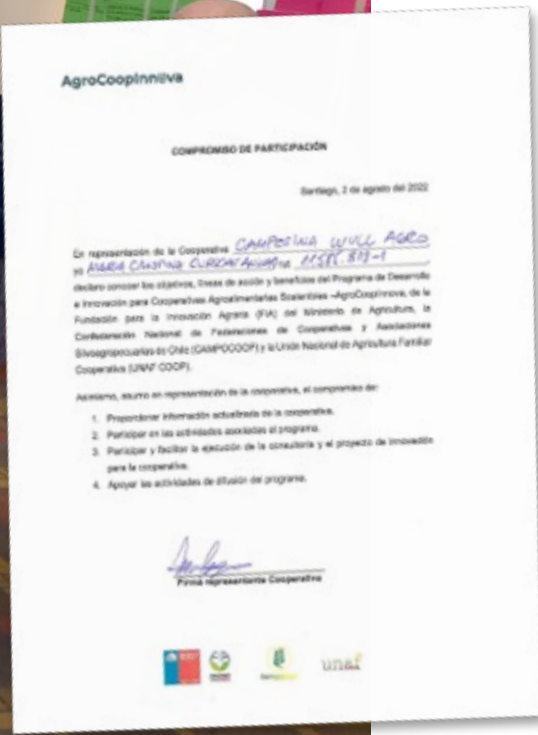 AgroCoopInnova
COMPROMISO DE PARTICIPACIÓN
Santiago, 2 de agosto del 2022
En representación de la Cooperativa CAMPESINA WULL AGRO
yo MARIA CRISTINA
declaro conocer los objetivos, líneas de acción y beneficios del Programa de Desarrollo
e Innovación para Cooperativas Agroalimentarias Sostenibles –AgroCoopInnova, de la
Fundación para la Innovación Agraria (FIA) del Ministerio de Agricultura, la
Confederación Nacional de Federaciones de Cooperativas y Asociaciones
Silvoagropecuarias de Chile (CAMPOCOOP) y la Unión Nacional de Agricultura Familiar
Cooperativa (UNAF COOP).
Asimismo, asumo en representación de la cooperativa, el compromiso de:
1. Proporcionar información actualizada de la cooperativa.
2. Participar en las actividades asociadas al programa.
3. Participar y facilitar la ejecución de la consultoría y el proyecto de innovación
para la cooperativa.
4. Apoyar las actividades de difusión del programa.
Firma representante Cooperativa
unaf